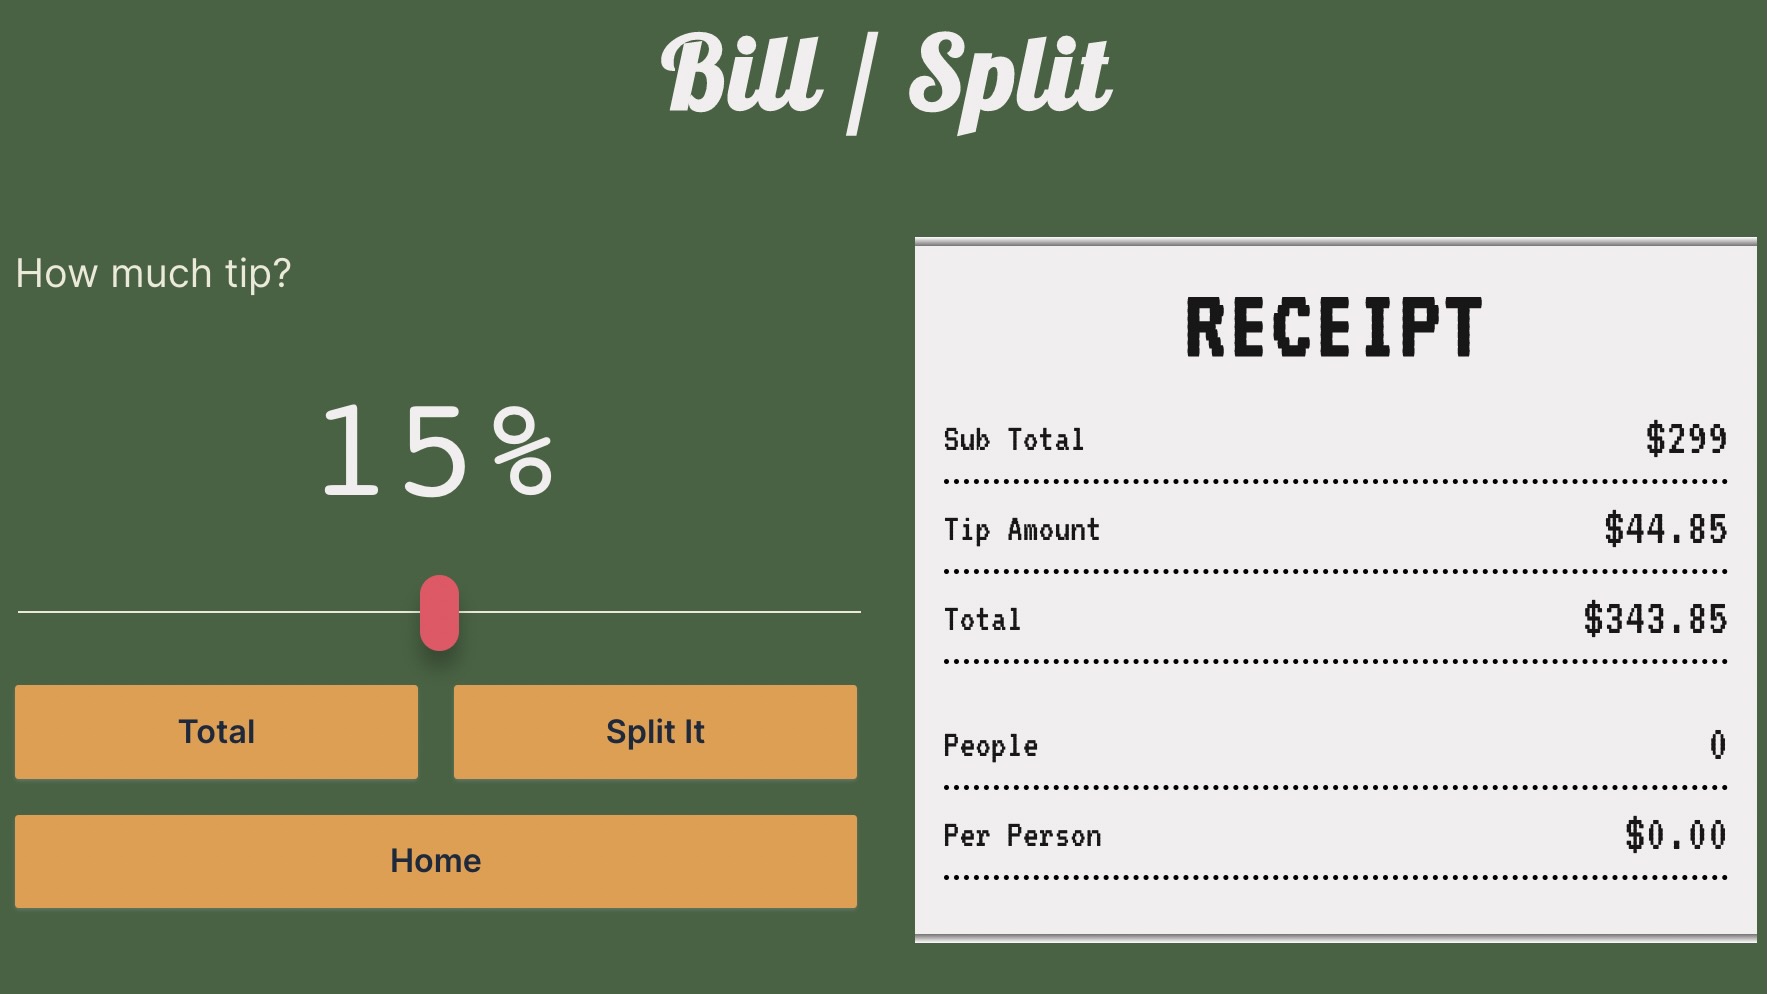 Bill / Split
How much tip?
15%
Total
Split It
Home
RECEIPT
Sub Total $299
Tip Amount $44.85
Total $343.85
People 0
Per Person $0.00